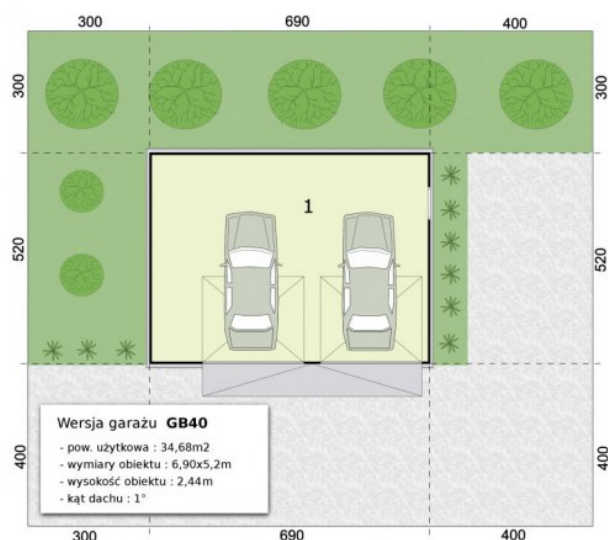 300 690 400
300 300
1
520 520
Wersja garażu GB40
- pow. użytkowa : 34,68m2
- wymiary obiektu : 6,90x5,2m
- wysokość obiektu : 2,44m
- kąt dachu : 1°
400 400
300 690 400